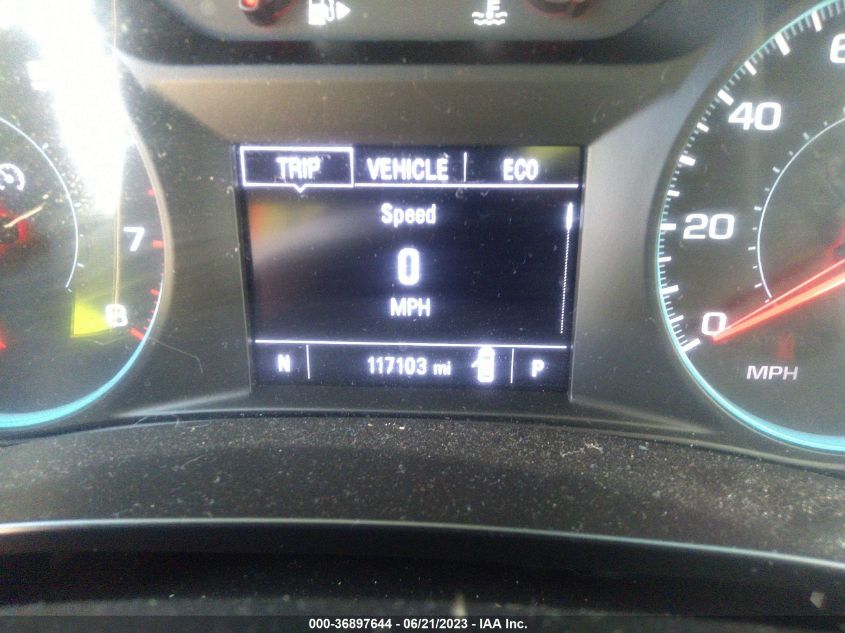 TRIP VEHICLE ECO
Speed
0
MPH
N 117103 mi P
7
8
40
20
0
MPH
000-36897644 - 06/21/2023 - IAA Inc.